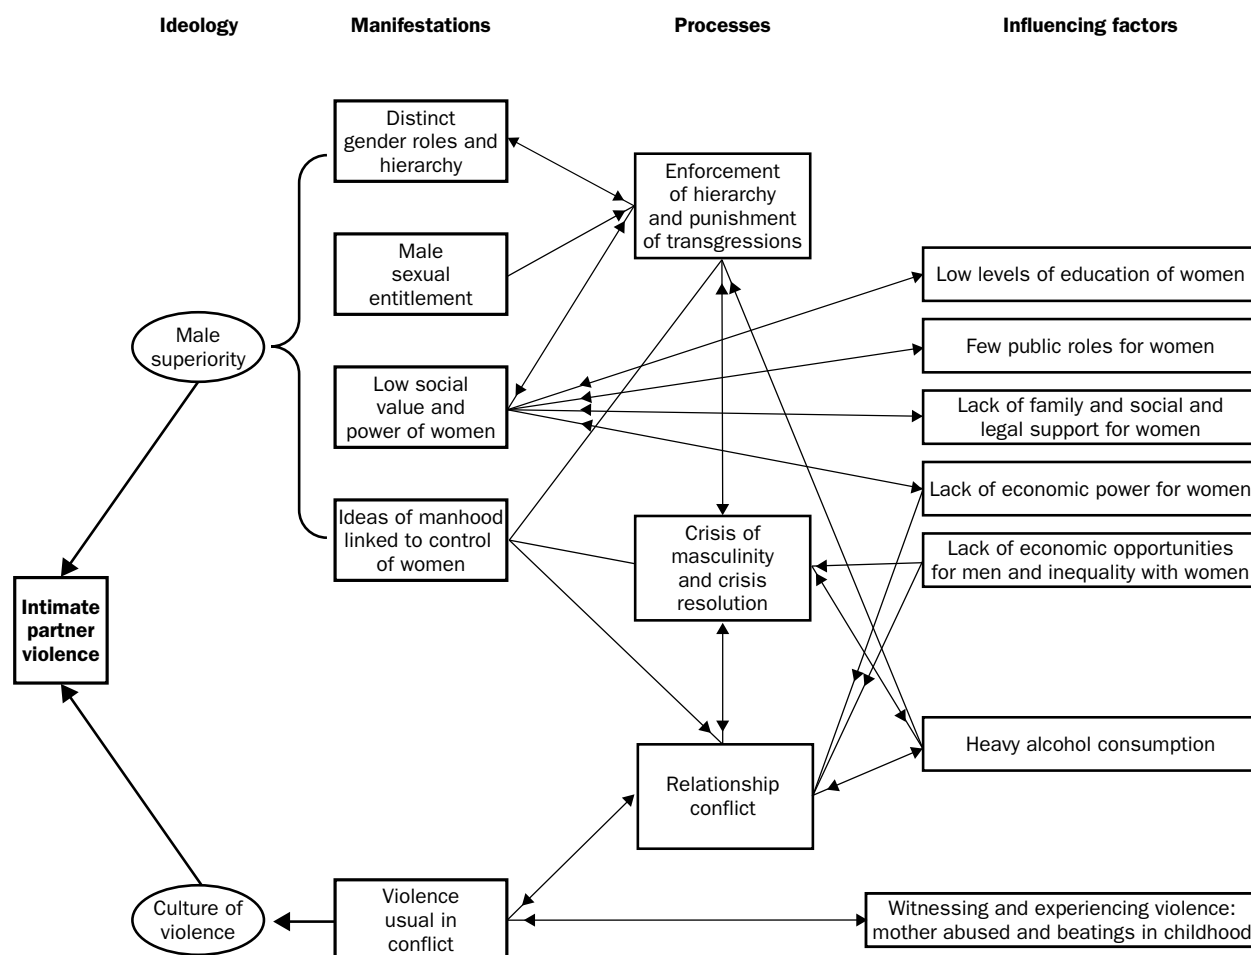 Ideology
Manifestations
Processes
Influencing factors
Distinct
gender roles and
hierarchy
Enforcement
of hierarchy
and punishment
of transgressions
Male
sexual
entitlement
Low levels of education of women
Male
superiority
Few public roles for women
Low social
value and
power of women
Lack of family and social and
legal support for women
Lack of economic power for women
Ideas of manhood
linked to control
of women
Crisis of
masculinity
and crisis
resolution
Lack of economic opportunities
for men and inequality with women
Intimate
partner
violence
Heavy alcohol consumption
Relationship
conflict
Culture of
violence
Violence
usual in
conflict
Witnessing and experiencing violence:
mother abused and beatings in childhood